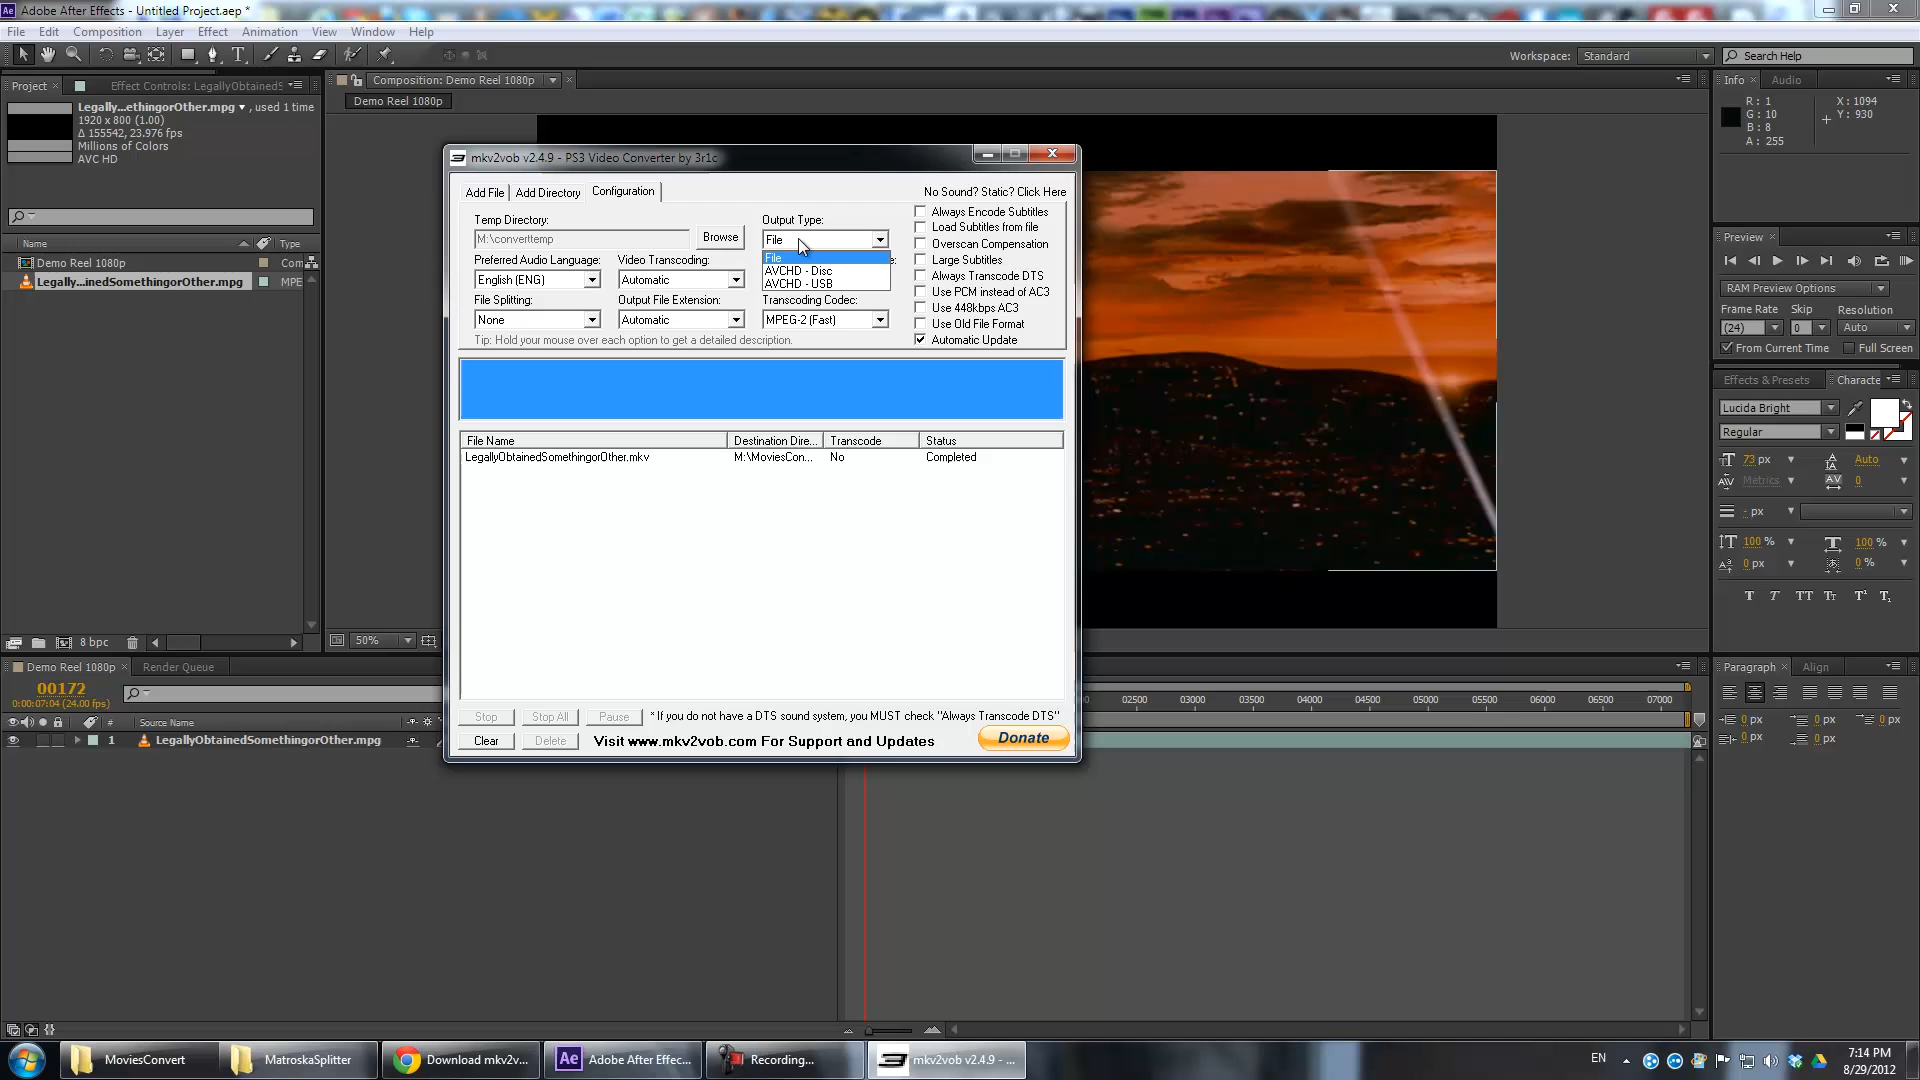 Adobe After Effects - Untitled Project.aep *
File Edit Composition Layer Effect Animation View Window Help
Workspace: Standard Search Help
Project Effect Controls: LegallyObtainedS
Legally...ethingorOther.mpg , used 1 time
1920 x 800 (1.00)
Δ 155542, 23.976 fps
Millions of Colors
AVC HD
Name Type
Demo Reel 1080p Com
Legally...inedSomethingorOther.mpg MPE
8 bpc
Composition: Demo Reel 1080p
Demo Reel 1080p
50%
mkv2vob v2.4.9 - PS3 Video Converter by 3r1c
Add File Add Directory Configuration No Sound? Static? Click Here
Temp Directory:
M:\converttemp Browse
Output Type:
File
File
AVCHD - Disc
AVCHD - USB
Preferred Audio Language: Video Transcoding:
English (ENG) Automatic
File Splitting: Output File Extension: Transcoding Codec:
None Automatic MPEG-2 (Fast)
Tip: Hold your mouse over each option to get a detailed description.
Always Encode Subtitles
Load Subtitles from file
Overscan Compensation
Large Subtitles
Always Transcode DTS
Use PCM instead of AC3
Use 448kbps AC3
Use Old File Format
Automatic Update
File Name Destination Dire... Transcode Status
LegallyObtainedSomethingorOther.mkv M:\MoviesCon... No Completed
Stop Stop All Pause * If you do not have a DTS sound system, you MUST check "Always Transcode DTS"
Clear Delete Visit www.mkv2vob.com For Support and Updates Donate
Info Audio
R: 1
G: 10
B: 8
A: 255
X: 1094
Y: 930
Preview
RAM Preview Options
Frame Rate Skip Resolution
(24) 0 Auto
From Current Time Full Screen
Effects & Presets Characte
Lucida Bright
Regular
73 px Auto
Metrics 0
- px
100 % 100 %
0 px 0 %
T T TT Tt T¹ T₁
Paragraph Align
0 px 0 px 0 px
0 px 0 px
Demo Reel 1080p Render Queue
00172
0:00:07:04 (24.00 fps)
# Source Name
1 LegallyObtainedSomethingorOther.mpg
02500 03000 03500 04000 04500 05000 05500 06000 06500 07000
MoviesConvert MatroskaSplitter Download mkv2v... Adobe After Effec... Recording... mkv2vob v2.4.9 - ...
EN
7:14 PM
8/29/2012